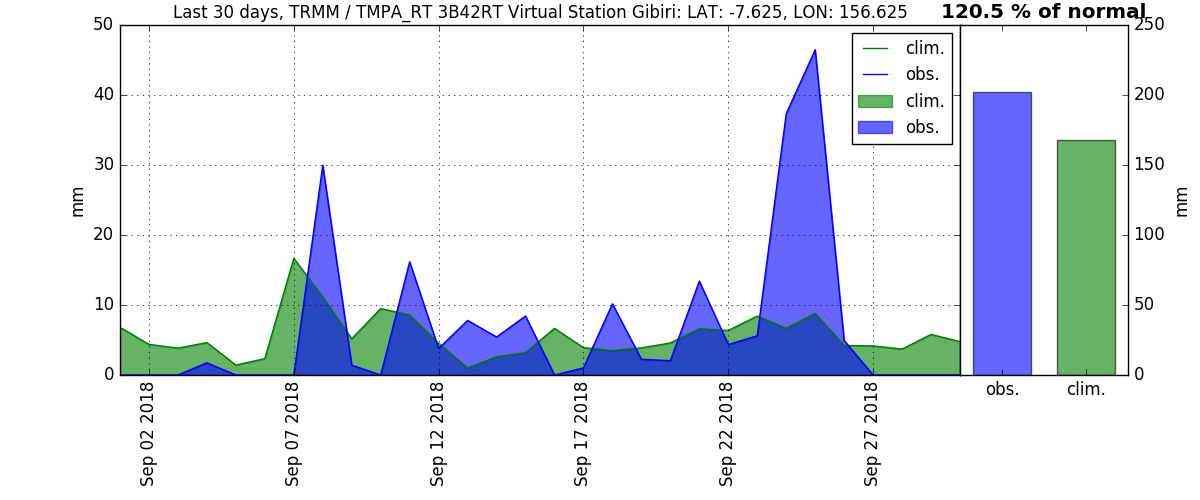 Last 30 days, TRMM / TMPA_RT 3B42RT Virtual Station Gibiri: LAT: -7.625, LON: 156.625
120.5 % of normal
50
40
30
20
10
0
mm
clim.
obs.
clim.
obs.
250
200
150
100
50
0
mm
Sep 02 2018
Sep 07 2018
Sep 12 2018
Sep 17 2018
Sep 22 2018
Sep 27 2018
obs.
clim.